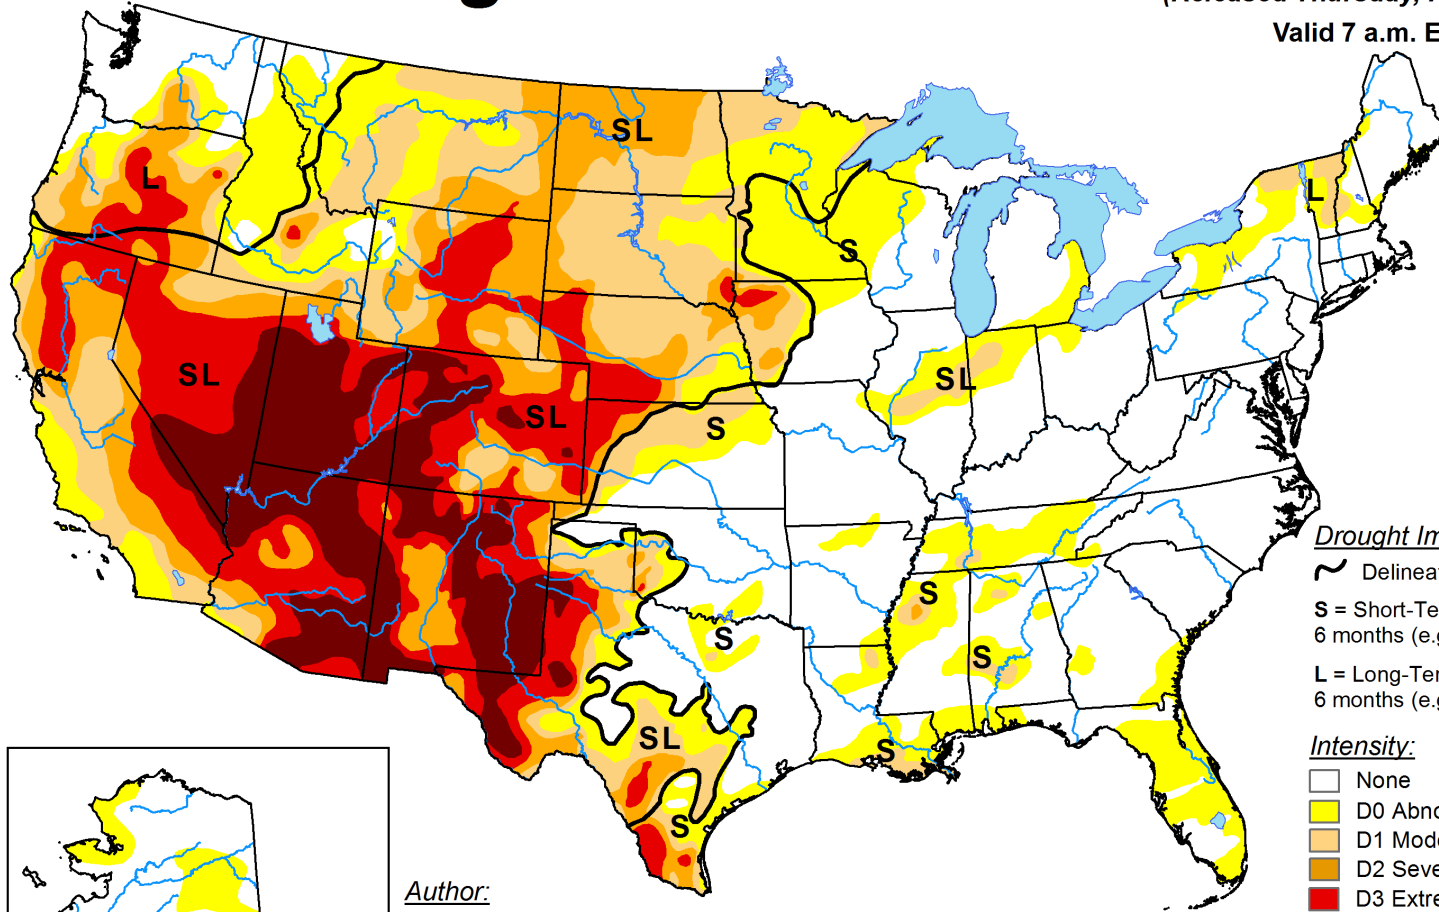 Valid 7 a.m. E
L
SL
S
L
SL
SL
SL
S
S
S
S
SL
S
S
Drought Im
Delineat
S = Short-Te
6 months (e.g
L = Long-Ter
6 months (e.g
Intensity:
None
D0 Abno
D1 Mode
D2 Seve
D3 Extre
Author: